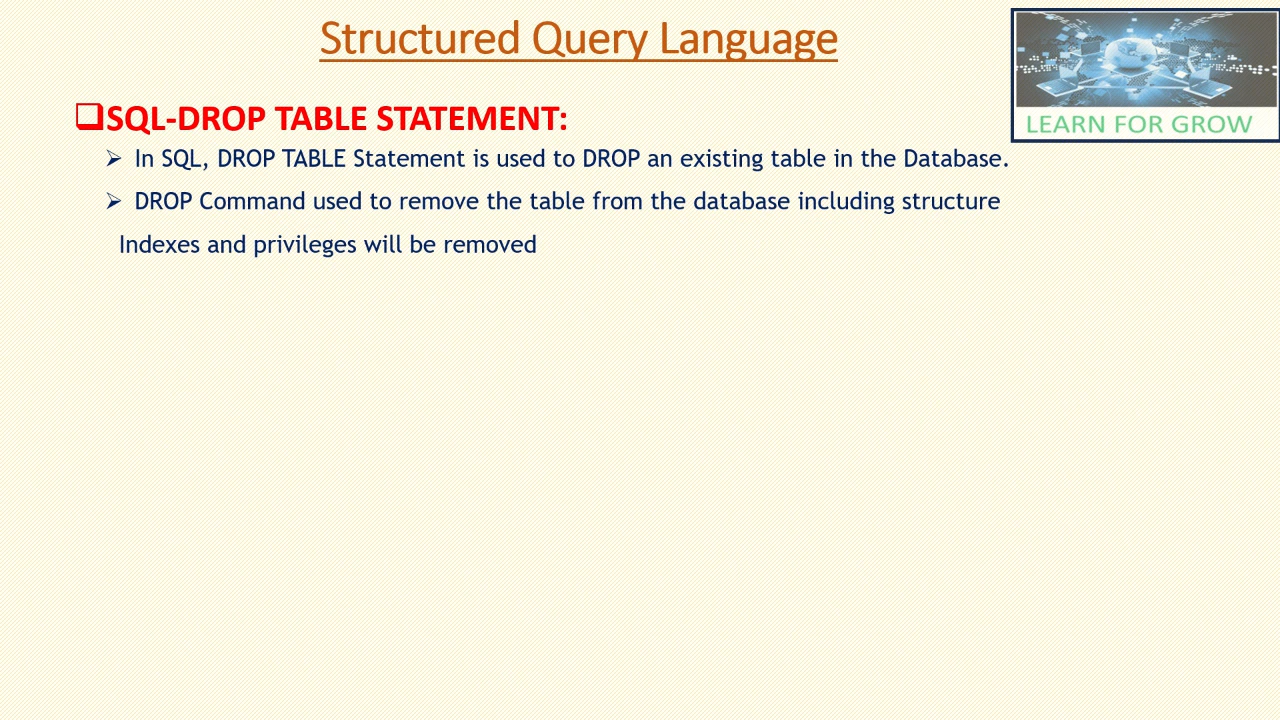 Structured Query Language
LEARN FOR GROW
SQL-DROP TABLE STATEMENT:
In SQL, DROP TABLE Statement is used to DROP an existing table in the Database.
DROP Command used to remove the table from the database including structure
Indexes and privileges will be removed